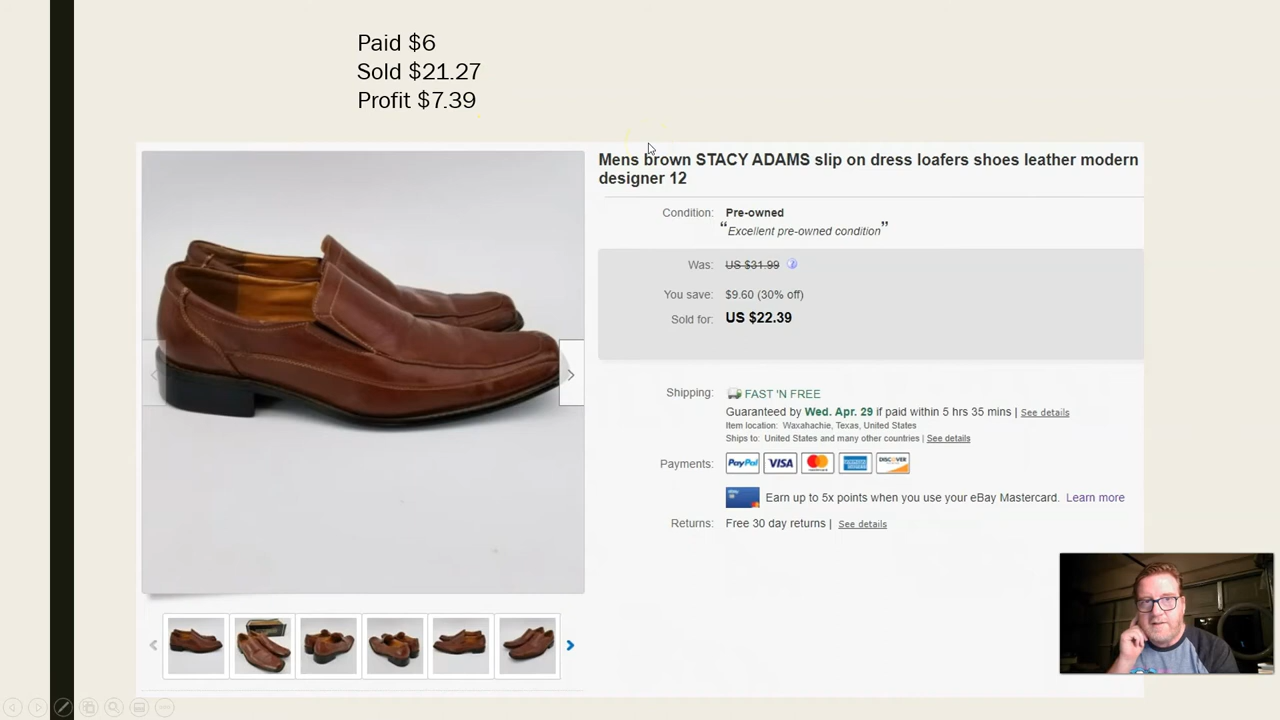 Paid $6
Sold $21.27
Profit $7.39
Mens brown STACY ADAMS slip on dress loafers shoes leather modern
designer 12
Condition: Pre-owned
“Excellent pre-owned condition”
Was: US $31.99
You save: $9.60 (30% off)
Sold for: US $22.39
Shipping: FAST 'N FREE
Guaranteed by Wed. Apr. 29 if paid within 5 hrs 35 mins | See details
Item location: Waxahachie, Texas, United States
Ships to: United States and many other countries | See details
Payments: PayPal VISA MasterCard AMERICAN EXPRESS DISCOVER
Earn up to 5x points when you use your eBay Mastercard. Learn more
Returns: Free 30 day returns | See details